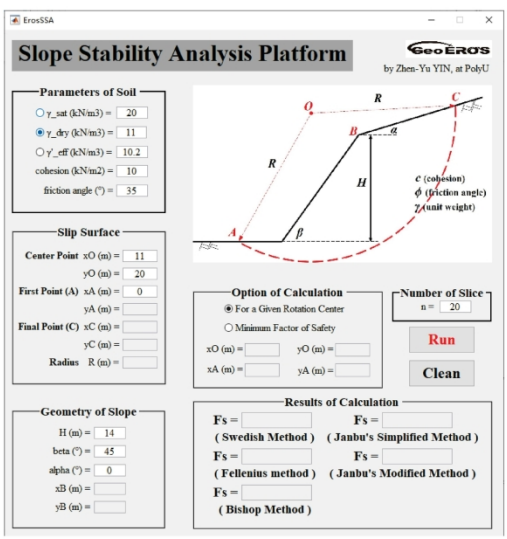 ErosSSA
Slope Stability Analysis Platform
GeoEROS
by Zhen-Yu YIN, at PolyU
Parameters of Soil
γ_sat (kN/m3) = 20
γ_dry (kN/m3) = 11
γ'_eff (kN/m3) = 10.2
cohesion (kN/m2) = 10
friction angle (°) = 35
O
R
C
B
α
R
H
c (cohesion)
ϕ (friction angle)
γ (unit weight)
A
β
Slip Surface
Center Point xO (m) = 11
yO (m) = 20
First Point (A) xA (m) = 0
yA (m) =
Final Point (C) xC (m) =
yC (m) =
Radius R (m) =
Option of Calculation
For a Given Rotation Center
Minimum Factor of Safety
xO (m) = yO (m) =
xA (m) = yA (m) =
Number of Slice
n = 20
Run
Clean
Geometry of Slope
H (m) = 14
beta (°) = 45
alpha (°) = 0
xB (m) =
yB (m) =
Results of Calculation
Fs = Fs =
( Swedish Method ) ( Janbu's Simplified Method )
Fs = Fs =
( Fellenius method ) ( Janbu's Modified Method )
Fs =
( Bishop Method )